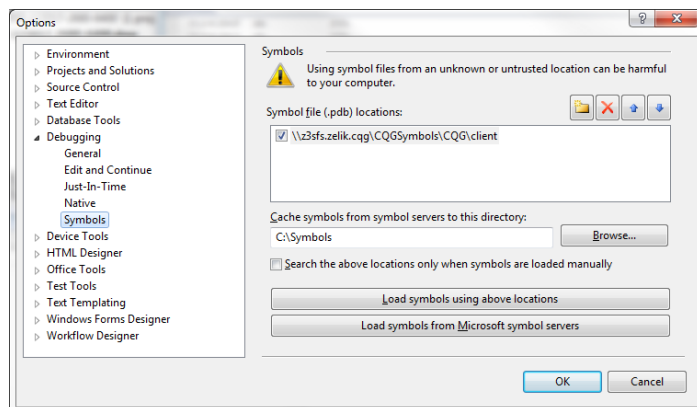 Options
Environment
Projects and Solutions
Source Control
Text Editor
Database Tools
Debugging
General
Edit and Continue
Just-In-Time
Native
Symbols
Device Tools
HTML Designer
Office Tools
Test Tools
Text Templating
Windows Forms Designer
Workflow Designer
Symbols
Using symbol files from an unknown or untrusted location can be harmful
to your computer.
Symbol file (.pdb) locations:
\\z3sfs.zelik.cqg\CQGSymbols\CQG\client
Cache symbols from symbol servers to this directory:
C:\Symbols
Browse...
Search the above locations only when symbols are loaded manually
Load symbols using above locations
Load symbols from Microsoft symbol servers
OK
Cancel